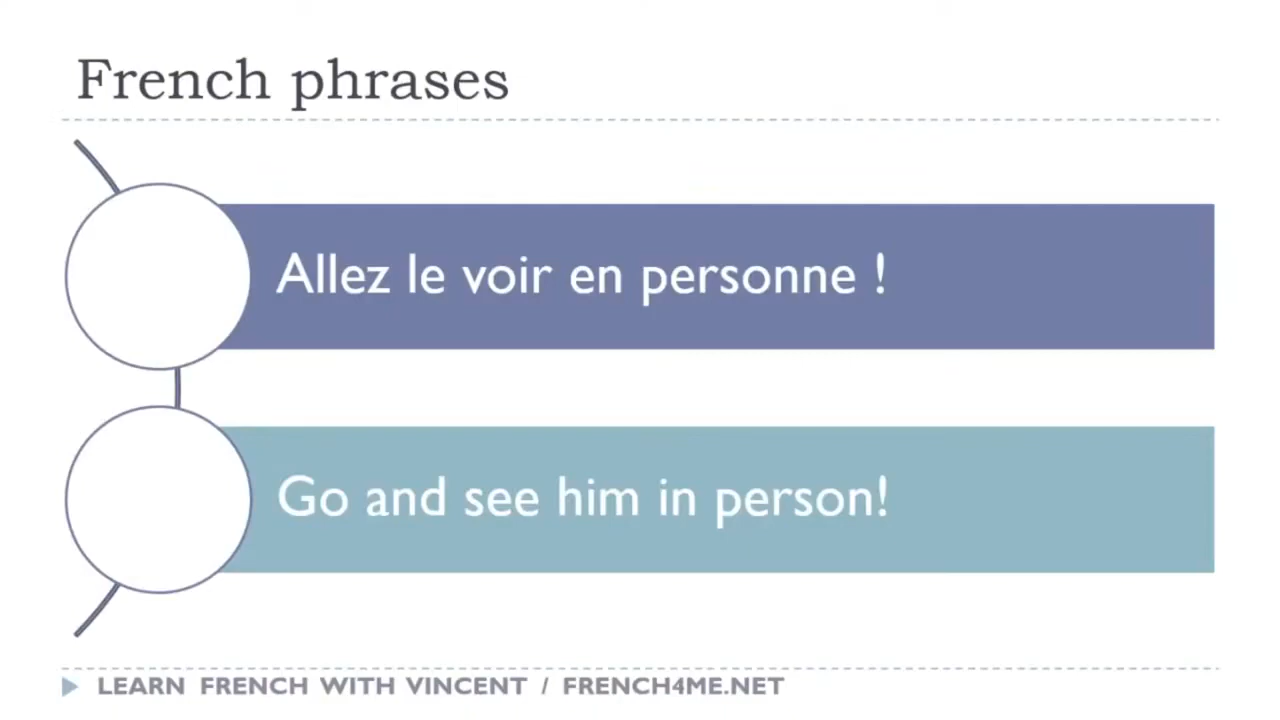 French phrases
Allez le voir en personne !
Go and see him in person!
LEARN FRENCH WITH VINCENT / FRENCH4ME.NET